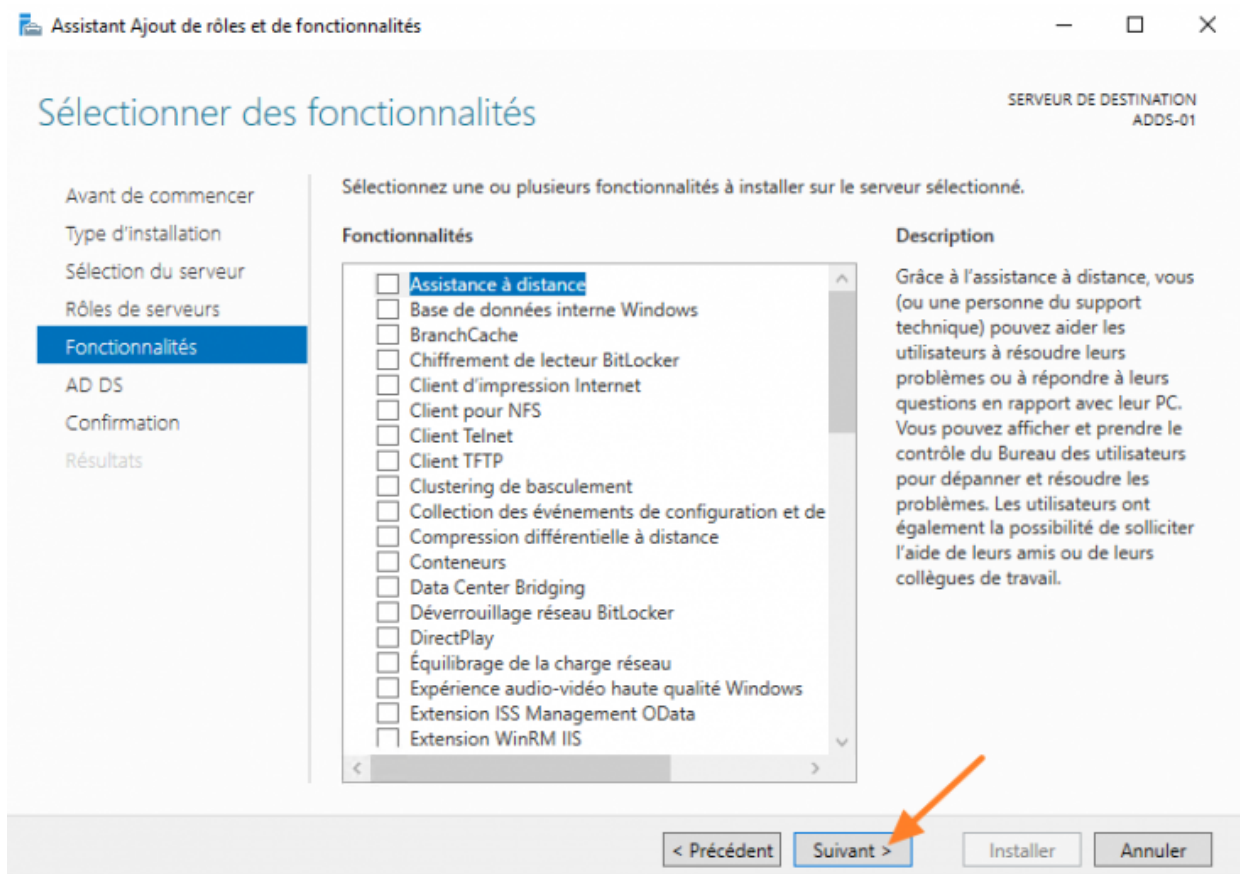 Assistant Ajout de rôles et de fonctionnalités
Sélectionner des fonctionnalités
SERVEUR DE DESTINATION
ADDS-01
Avant de commencer
Type d'installation
Sélection du serveur
Rôles de serveurs
Fonctionnalités
AD DS
Confirmation
Résultats
Sélectionnez une ou plusieurs fonctionnalités à installer sur le serveur sélectionné.
Fonctionnalités
Assistance à distance
Base de données interne Windows
BranchCache
Chiffrement de lecteur BitLocker
Client d'impression Internet
Client pour NFS
Client Telnet
Client TFTP
Clustering de basculement
Collection des événements de configuration et de
Compression différentielle à distance
Conteneurs
Data Center Bridging
Déverrouillage réseau BitLocker
DirectPlay
Équilibrage de la charge réseau
Expérience audio-vidéo haute qualité Windows
Extension ISS Management OData
Extension WinRM IIS
Description
Grâce à l'assistance à distance, vous
(ou une personne du support
technique) pouvez aider les
utilisateurs à résoudre leurs
problèmes ou à répondre à leurs
questions en rapport avec leur PC.
Vous pouvez afficher et prendre le
contrôle du Bureau des utilisateurs
pour dépanner et résoudre les
problèmes. Les utilisateurs ont
également la possibilité de solliciter
l'aide de leurs amis ou de leurs
collègues de travail.
< Précédent
Suivant >
Installer
Annuler